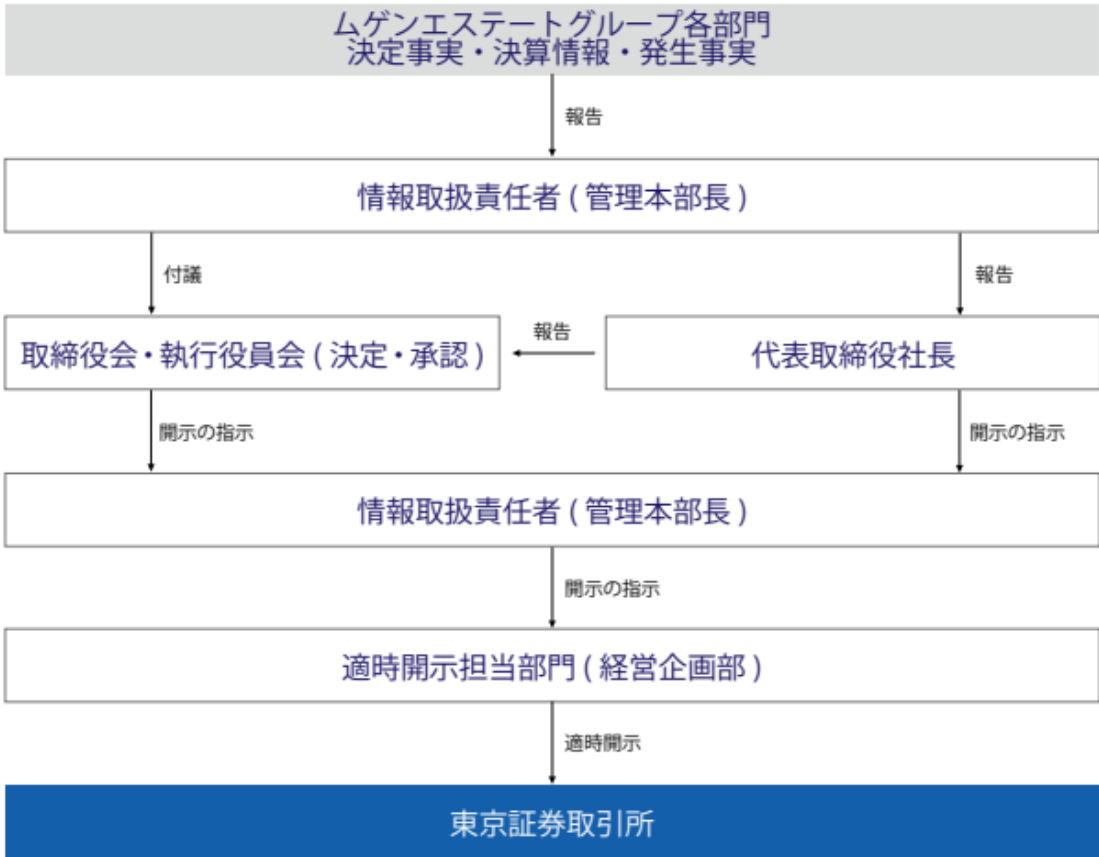 ムゲンエステートグループ各部門
決定事実・決算情報・発生事実
報告
情報取扱責任者 ( 管理本部長 )
付議
報告
取締役会・執行役員会 ( 決定・承認 )
報告
代表取締役社長
開示の指示
開示の指示
情報取扱責任者 ( 管理本部長 )
開示の指示
適時開示担当部門 ( 経営企画部 )
適時開示
東京証券取引所